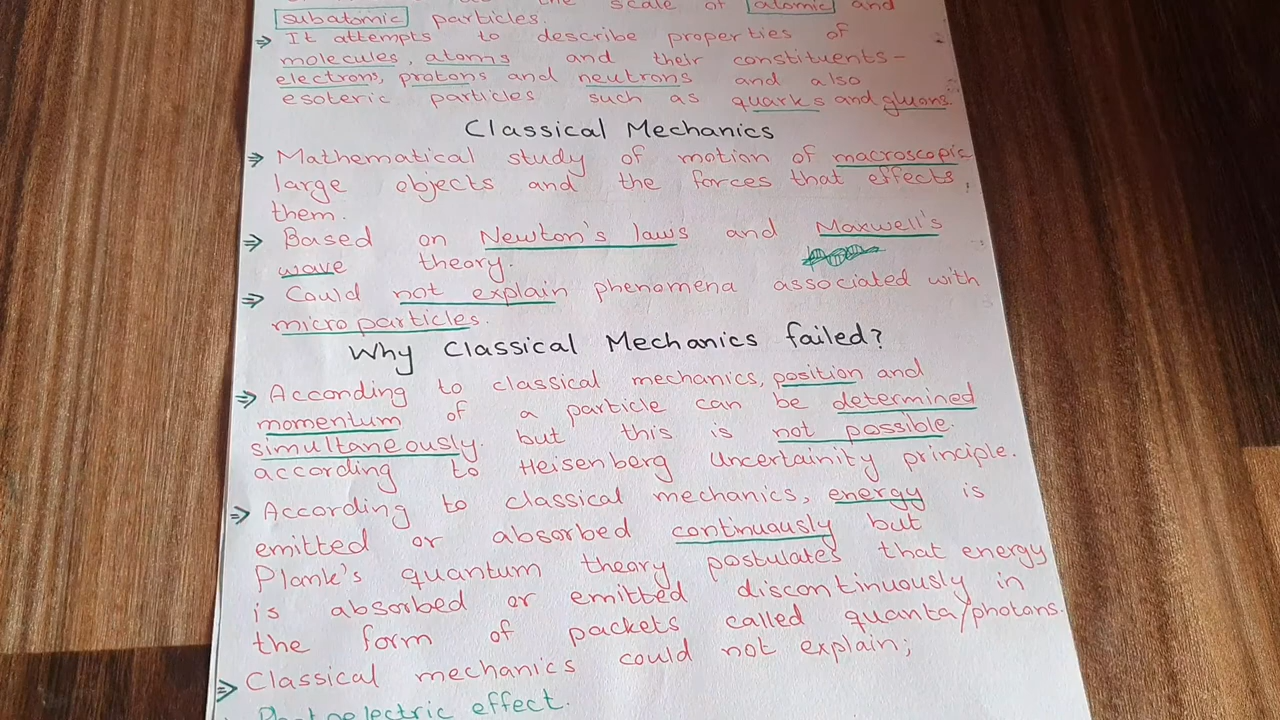 the scale of atomic and
subatomic particles.
⇒ It attempts to describe properties of
molecules, atoms and their constituents-
electrons, protons and neutrons and also
esoteric particles such as quarks and gluons.
Classical Mechanics
⇒ Mathematical study of motion of macroscopic
large objects and the forces that effects
them.
⇒ Based on Newton's laws and Maxwell's
wave theory.
⇒ Could not explain phenomena associated with
micro particles.
Why Classical Mechanics failed?
⇒ According to classical mechanics, position and
momentum of a particle can be determined
simultaneously. but this is not possible.
according to Heisenberg Uncertainity principle.
⇒ According to classical mechanics, energy is
emitted or absorbed continuously but
Plank's quantum theory postulates that energy
is absorbed or emitted discontinuously in
the form of packets called quanta/photons.
⇒ Classical mechanics could not explain;
Photoelectric effect.